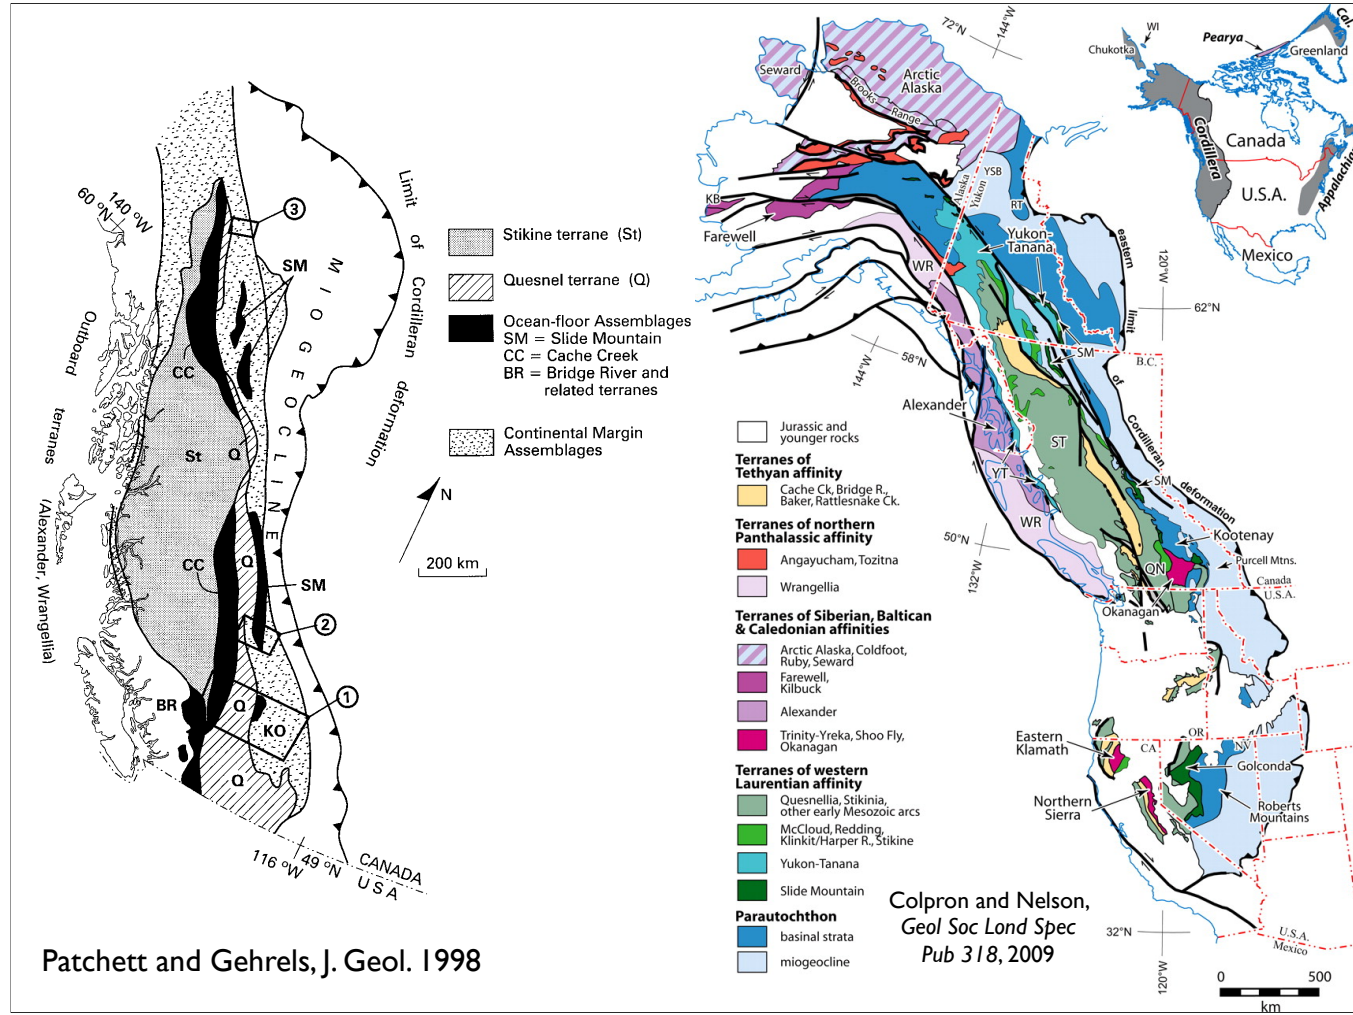 60 °N
140 °W
Outboard
terranes
(Alexander, Wrangellia)
3
SM
CC
St
Q
CC
Q
SM
2
1
BR
Q
KO
Q
MIOGEOCLINE
Limit of Cordilleran deformation
116 °W
49 °N
CANADA
USA
N
200 km
Stikine terrane (St)
Quesnel terrane (Q)
Ocean-floor Assemblages
SM = Slide Mountain
CC = Cache Creek
BR = Bridge River and
related terranes
Continental Margin
Assemblages
Patchett and Gehrels, J. Geol. 1998
72°N
144°W
Seward
Arctic
Alaska
Brooks
Range
KB
Farewell
WR
Alaska
Yukon
YSB
RT
Yukon-
Tanana
eastern
limit
of
Cordilleran
deformation
120°W
62°N
B.C.
SM
58°N
144°W
Alexander
ST
YT
SM
WR
50°N
132°W
Kootenay
Purcell Mtns.
QN
Canada
U.S.A.
Okanagan
Eastern
Klamath
CA
OR
NV
Golconda
Northern
Sierra
Roberts
Mountains
32°N
120°W
U.S.A.
Mexico
0 500
km
WI
Chukotka
Pearya
Cal.
Greenland
Cordillera
Canada
U.S.A.
Mexico
Appalachian
Jurassic and
younger rocks
Terranes of
Tethyan affinity
Cache Ck, Bridge R.,
Baker, Rattlesnake Ck.
Terranes of northern
Panthalassic affinity
Angayucham, Tozitna
Wrangellia
Terranes of Siberian, Baltican
& Caledonian affinities
Arctic Alaska, Coldfoot,
Ruby, Seward
Farewell,
Kilbuck
Alexander
Trinity-Yreka, Shoo Fly,
Okanagan
Terranes of western
Laurentian affinity
Quesnellia, Stikinia,
other early Mesozoic arcs
McCloud, Redding,
Klinkit/Harper R., Stikine
Yukon-Tanana
Slide Mountain
Parautochthon
basinal strata
miogeocline
Colpron and Nelson,
Geol Soc Lond Spec
Pub 318, 2009